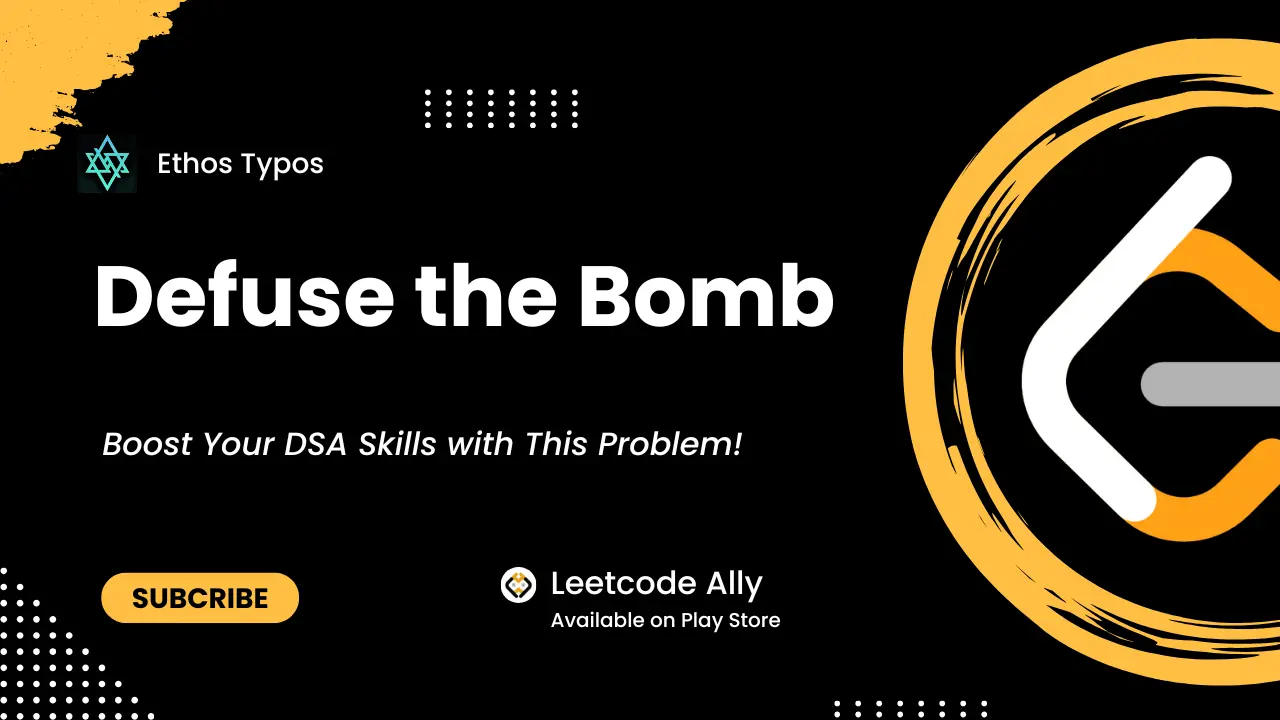 Ethos Typos
Defuse the Bomb
Boost Your DSA Skills with This Problem!
SUBCRIBE
Leetcode Ally
Available on Play Store